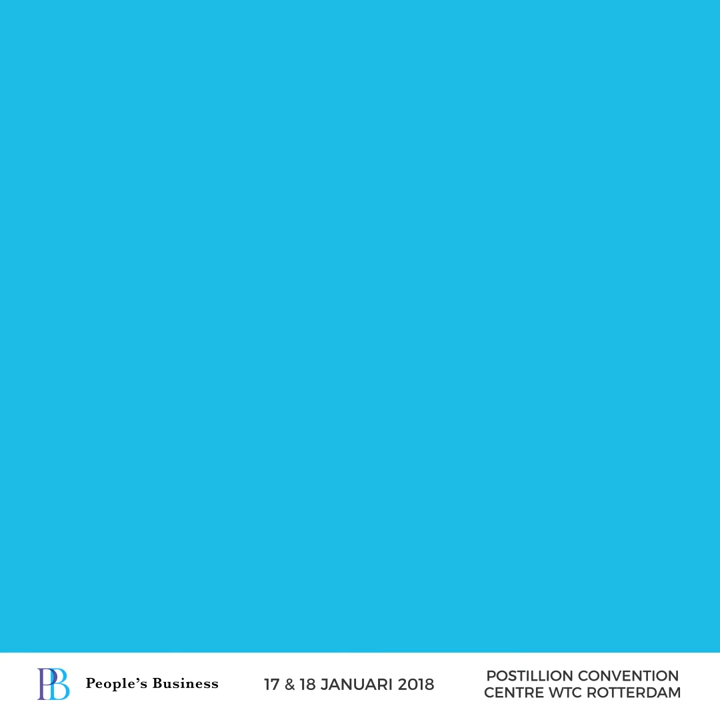 PB
People's Business
17 & 18 JANUARI 2018
POSTILLION CONVENTION
CENTRE WTC ROTTERDAM